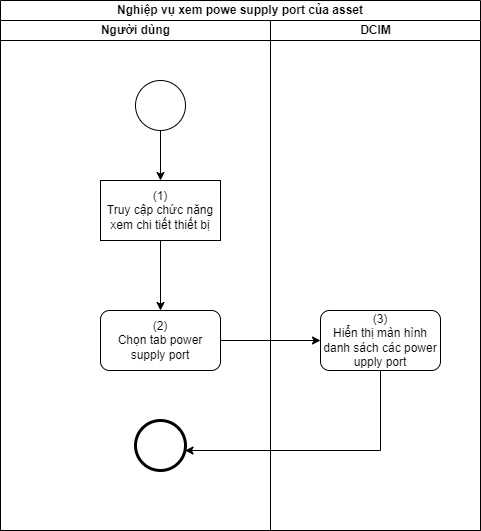 Nghiệp vụ xem powe supply port của asset
Người dùng
DCIM
(1)
Truy cập chức năng
xem chi tiết thiết bị
(2)
Chọn tab power
supply port
(3)
Hiển thị màn hình
danh sách các power
upply port